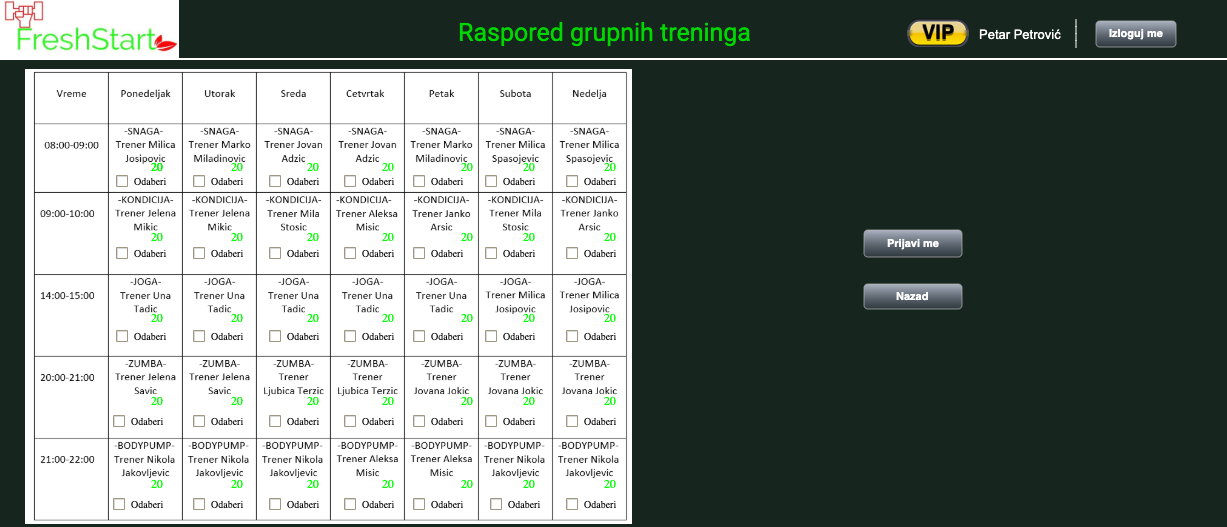 FreshStart
Raspored grupnih treninga
VIP
Petar Petrović
Izloguj me
Vreme Ponedeljak Utorak Sreda Cetvrtak Petak Subota Nedelja
-SNAGA- -SNAGA- -SNAGA- -SNAGA- -SNAGA- -SNAGA- -SNAGA-
08:00-09:00 Trener Milica Trener Marko Trener Jovan Trener Jovan Trener Marko Trener Milica Trener Milica
Josipovic Miladinovic Adzic Adzic Miladinovic Spasojevic Spasojevic
20 20 20 20 20 20 20
Odaberi Odaberi Odaberi Odaberi Odaberi Odaberi Odaberi
-KONDICIJA- -KONDICIJA- -KONDICIJA- -KONDICIJA- -KONDICIJA- -KONDICIJA- -KONDICIJA-
09:00-10:00 Trener Jelena Trener Jelena Trener Mila Trener Aleksa Trener Janko Trener Mila Trener Janko
Mikic Mikic Stosic Misic Arsic Stosic Arsic
20 20 20 20 20 20 20
Odaberi Odaberi Odaberi Odaberi Odaberi Odaberi Odaberi
-JOGA- -JOGA- -JOGA- -JOGA- -JOGA- -JOGA- -JOGA-
14:00-15:00 Trener Una Trener Una Trener Una Trener Una Trener Una Trener Milica Trener Milica
Tadic Tadic Tadic Tadic Tadic Josipovic Josipovic
20 20 20 20 20 20 20
Odaberi Odaberi Odaberi Odaberi Odaberi Odaberi Odaberi
-ZUMBA- -ZUMBA- -ZUMBA- -ZUMBA- -ZUMBA- -ZUMBA- -ZUMBA-
20:00-21:00 Trener Jelena Trener Jelena Trener Trener Trener Trener Trener
Savic Savic Ljubica Terzic Ljubica Terzic Jovana Jokic Jovana Jokic Jovana Jokic
20 20 20 20 20 20 20
Odaberi Odaberi Odaberi Odaberi Odaberi Odaberi Odaberi
-BODYPUMP- -BODYPUMP- -BODYPUMP- -BODYPUMP- -BODYPUMP- -BODYPUMP- -BODYPUMP-
21:00-22:00 Trener Nikola Trener Nikola Trener Nikola Trener Aleksa Trener Aleksa Trener Nikola Trener Nikola
Jakovljevic Jakovljevic Jakovljevic Misic Misic Jakovljevic Jakovljevic
20 20 20 20 20 20 20
Odaberi Odaberi Odaberi Odaberi Odaberi Odaberi Odaberi
Prijavi me
Nazad